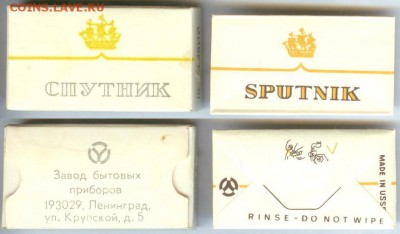 COINS.LAVE.RU
СПУТНИК
SPUTNIK
Завод бытовых
приборов
193029, Ленинград,
ул. Крупской, д. 5
MADE IN USSR
RINSE - DO NOT WIPE